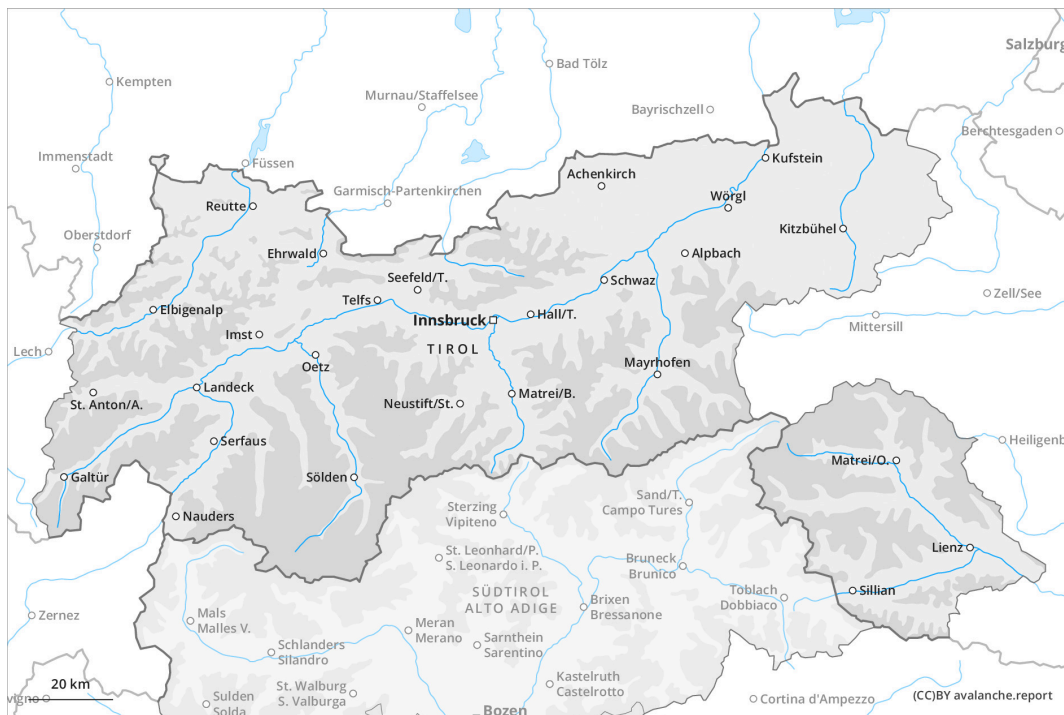 Salzburg
Kempten
Bad Tölz
Murnau/Staffelsee
Bayrischzell
Berchtesgaden
Immenstadt
Füssen
Kufstein
Achenkirch
Garmisch-Partenkirchen
Reutte
Wörgl
Oberstdorf
Kitzbühel
Ehrwald
Alpbach
Seefeld/T.
Schwaz
Zell/See
Telfs
Elbigenalp
Innsbruck
Hall/T.
Mittersill
Imst
TIROL
Lech
Oetz
Mayrhofen
Landeck
St. Anton/A.
Neustift/St.
Matrei/B.
Serfaus
Heiligenb
Matrei/O.
Galtür
Sölden
Sand/T.
Campo Tures
Sterzing
Vipiteno
Nauders
Lienz
St. Leonhard/P.
S. Leonardo i. P.
Bruneck
Brunico
SÜDTIROL
ALTO ADIGE
Sillian
Toblach
Dobbiaco
Brixen
Bressanone
Zernez
Mals
Malles V.
Meran
Merano
Sarnthein
Sarentino
Schlanders
Silandro
Kastelruth
Castelrotto
20 km
St. Walburg
S. Valburga
vigno
Sulden
Solda
Cortina d'Ampezzo
(CC)BY avalanche.report
Bozen